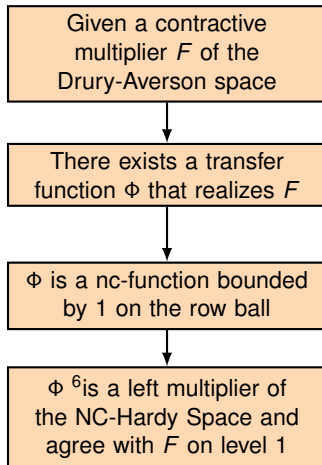 Given a contractive
multiplier F of the
Drury-Averson space
There exists a transfer
function Φ that realizes F
Φ is a nc-function bounded
by 1 on the row ball
Φ ⁶is a left multiplier of
the NC-Hardy Space and
agree with F on level 1